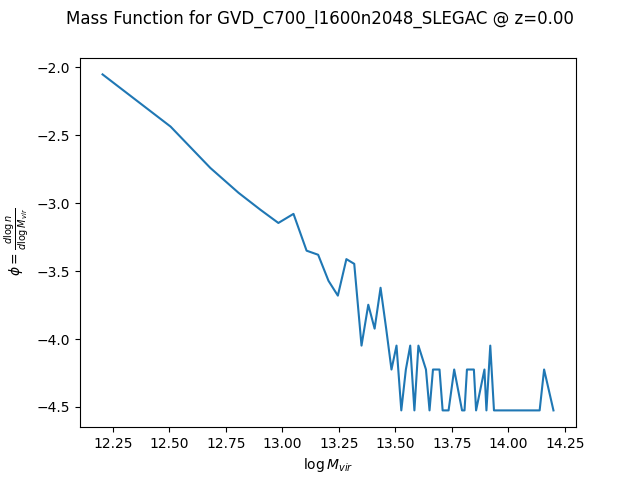 Mass Function for GVD_C700_l1600n2048_SLEGAC @ z=0.00
−2.0
−2.5
−3.0
−3.5
−4.0
−4.5
ϕ = d log n / d log M_vir
12.25 12.50 12.75 13.00 13.25 13.50 13.75 14.00 14.25
log M_vir